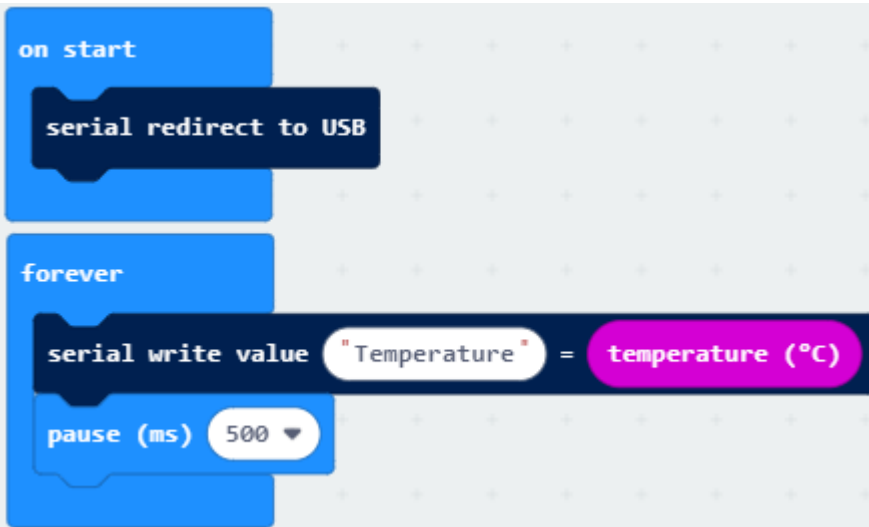 on start
serial redirect to USB
forever
serial write value "Temperature" = temperature (°C)
pause (ms) 500